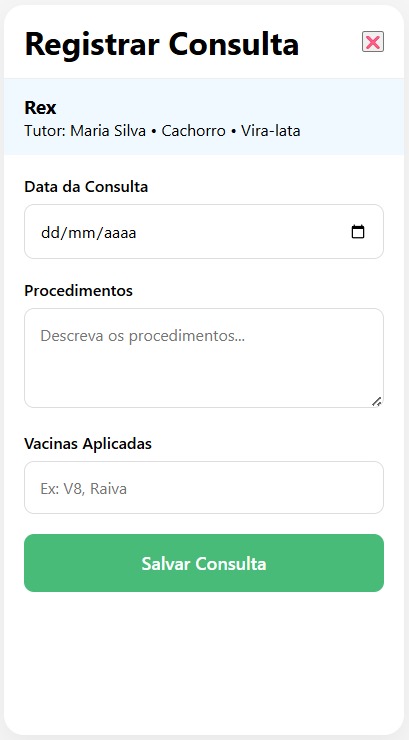 Registrar Consulta
Rex
Tutor: Maria Silva • Cachorro • Vira-lata
Data da Consulta
dd/mm/aaaa
Procedimentos
Descreva os procedimentos...
Vacinas Aplicadas
Ex: V8, Raiva
Salvar Consulta